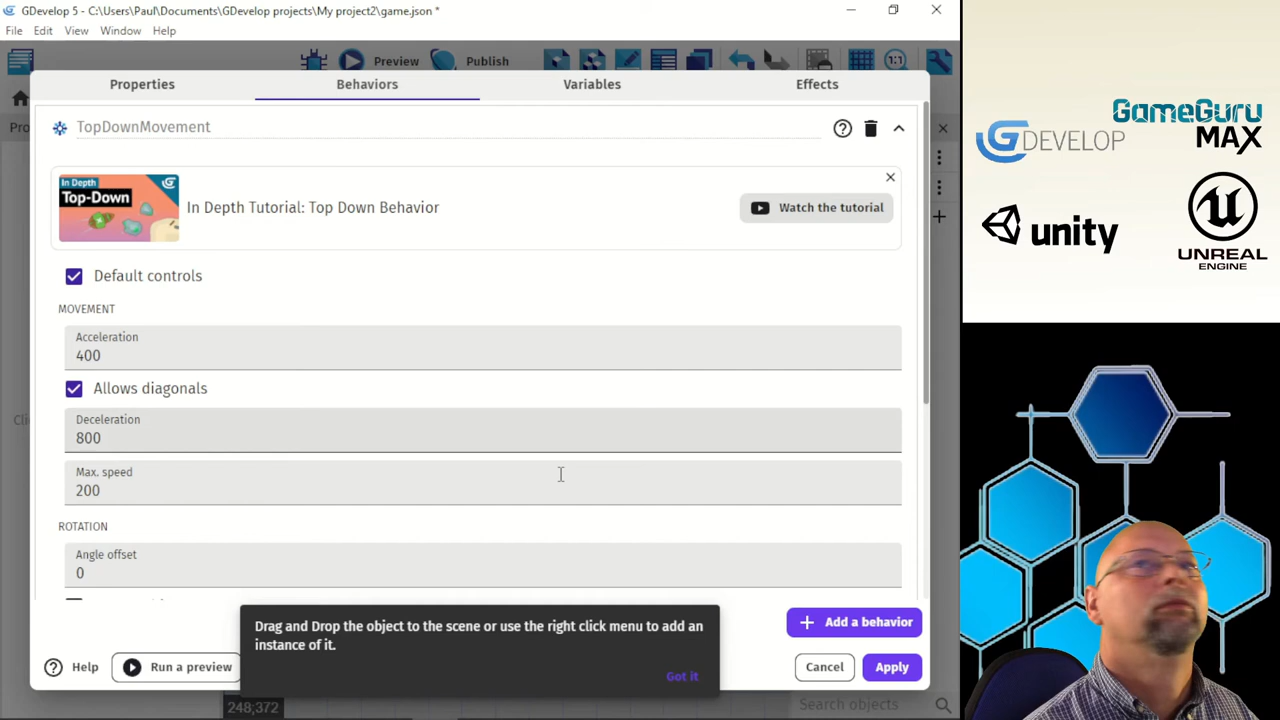 GDevelop 5 - C:\Users\Paul\Documents\GDevelop projects\My project2\game.json *
File Edit View Window Help
Preview Publish 1:1
Properties Behaviors Variables Effects
Pro
TopDownMovement
In Depth
Top-Down
In Depth Tutorial: Top Down Behavior
Watch the tutorial
Default controls
MOVEMENT
Acceleration
400
Allows diagonals
Deceleration
800
Max. speed
200
ROTATION
Angle offset
0
Drag and Drop the object to the scene or use the right click menu to add an
instance of it.
Got it
Add a behavior
Help
Run a preview
Cancel
Apply
248;372
Search objects
GameGuru
MAX
GDEVELOP
unity
UNREAL
ENGINE